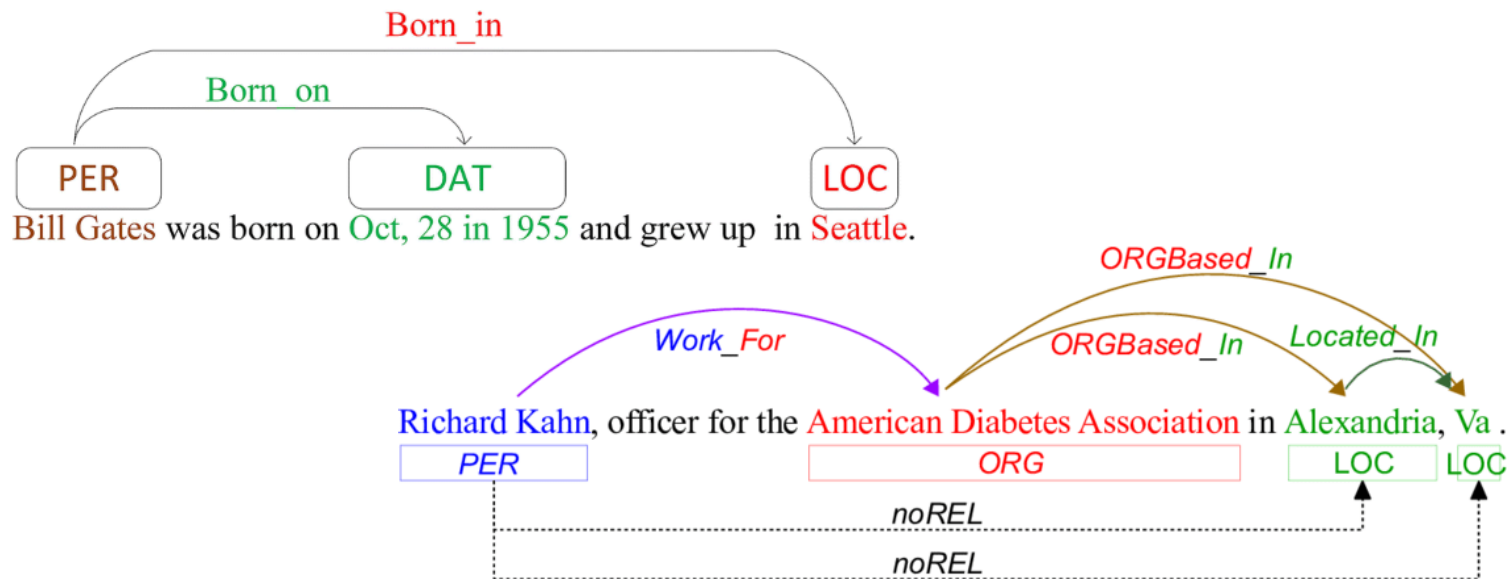 Born_in
Born_on
PER DAT LOC
Bill Gates was born on Oct, 28 in 1955 and grew up in Seattle.
ORGBased_In
Work_For ORGBased_In Located_In
Richard Kahn, officer for the American Diabetes Association in Alexandria, Va .
PER ORG LOC LOC
noREL
noREL